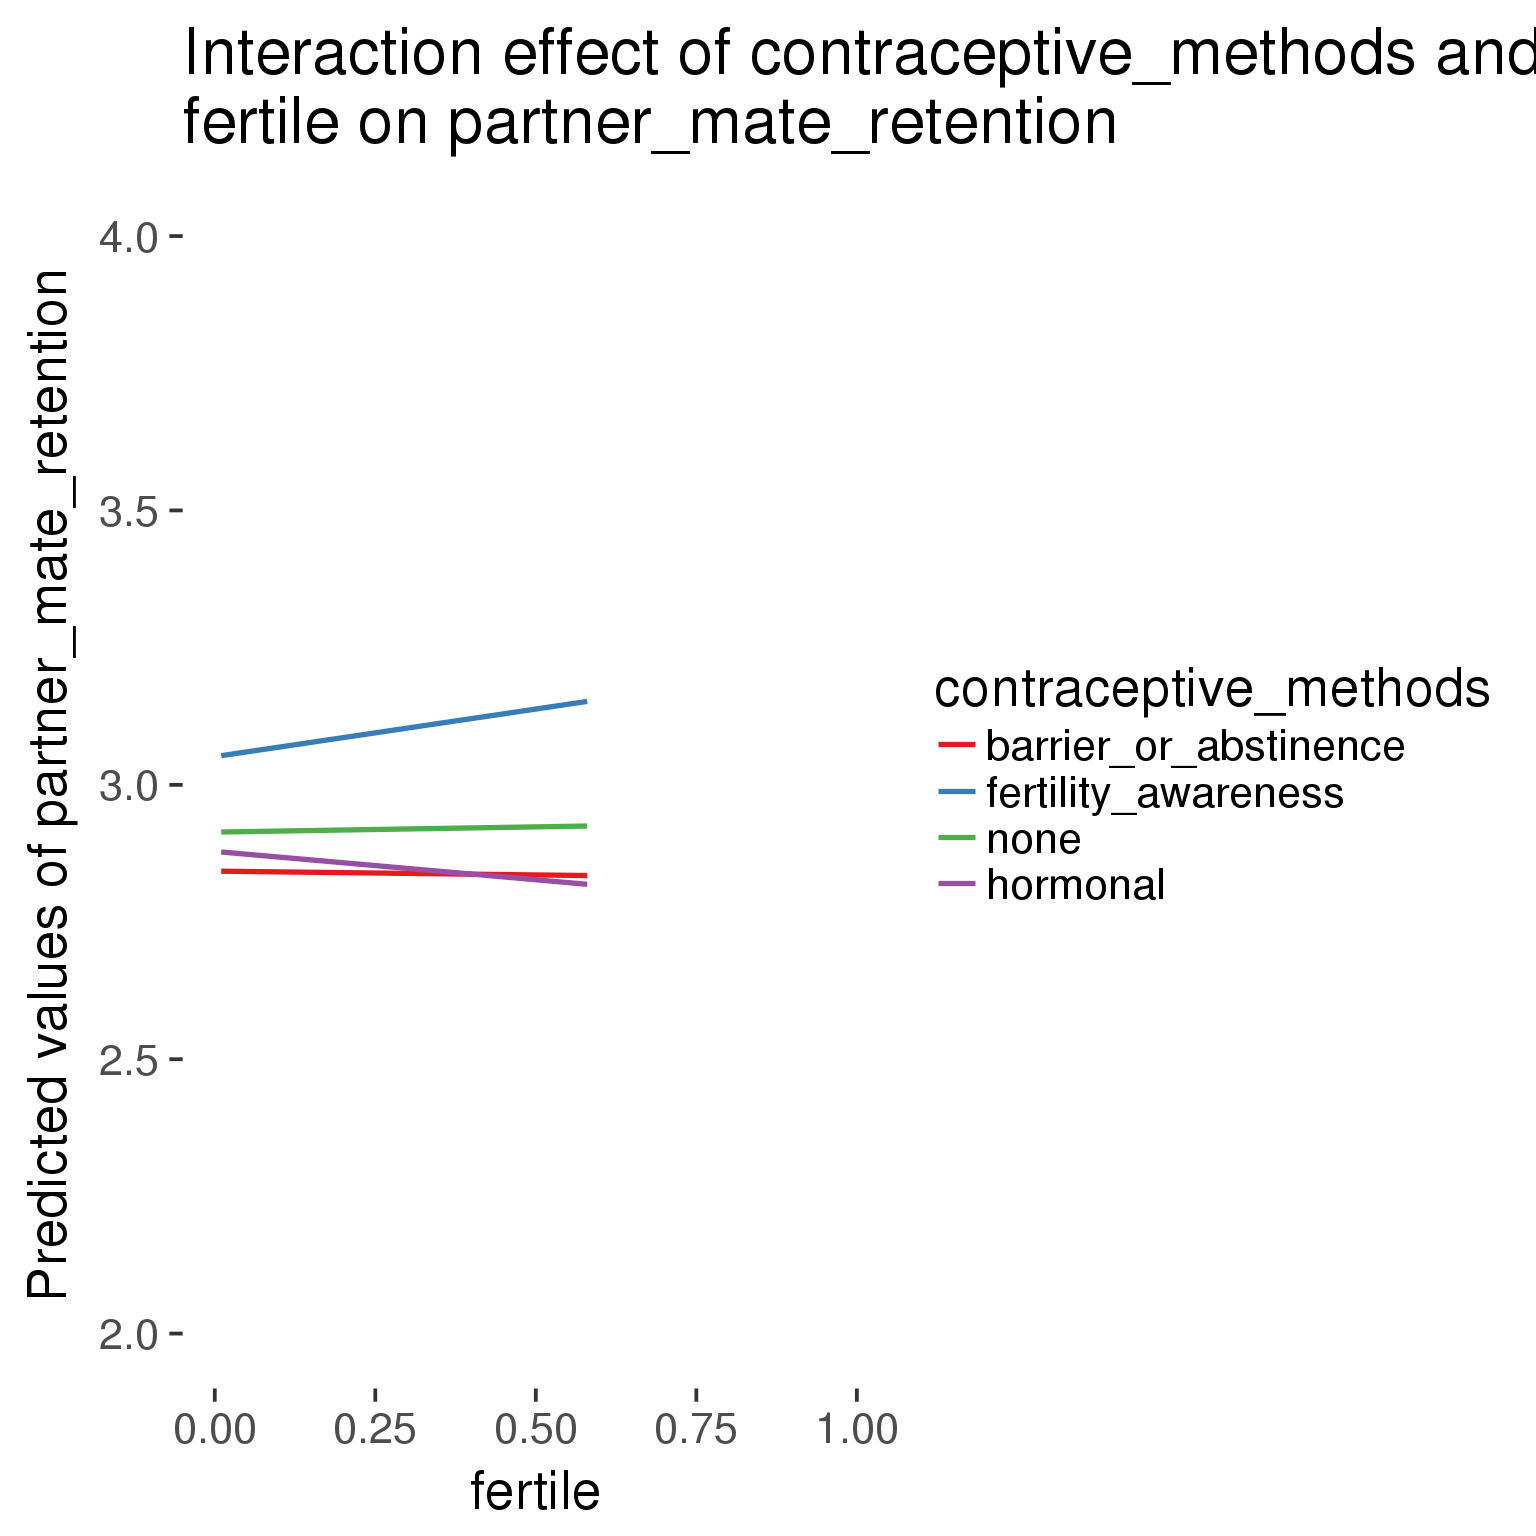 Interaction effect of contraceptive_methods and
fertile on partner_mate_retention
Predicted values of partner_mate_retention
4.0
3.5
3.0
2.5
2.0
0.00 0.25 0.50 0.75 1.00
fertile
contraceptive_methods
barrier_or_abstinence
fertility_awareness
none
hormonal